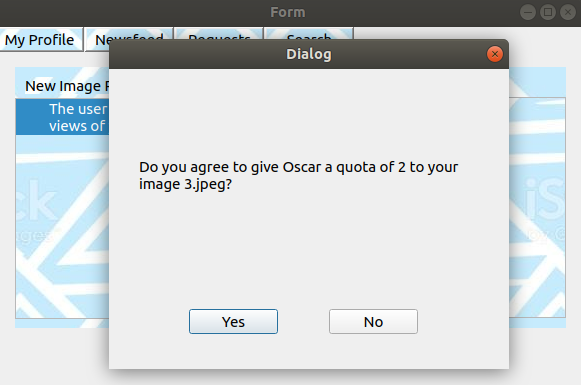 Form
My Profile
Newsfeed
Requests
Search
Dialog
New Image
The user
views of
Do you agree to give Oscar a quota of 2 to your
image 3.jpeg?
Yes
No